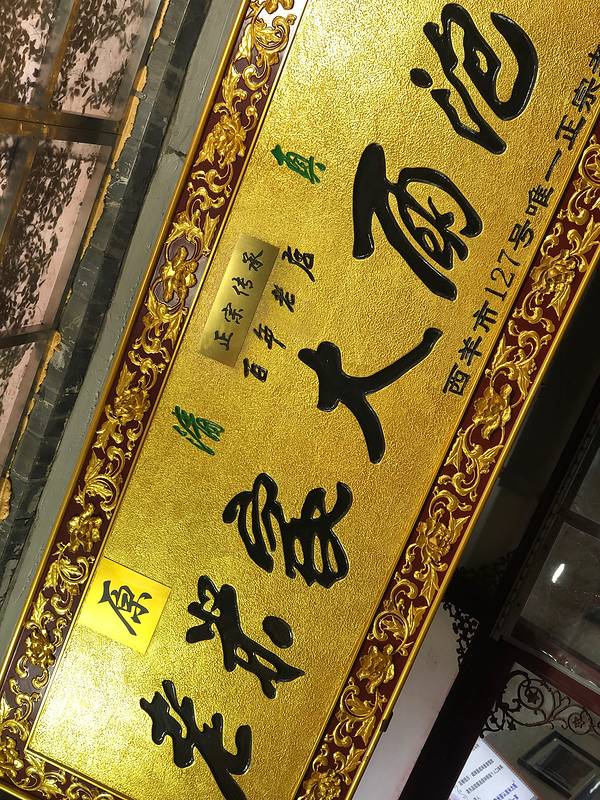 原
清真
正宗传承
百年老店
老米家大雨泡
西羊市127号唯一正宗